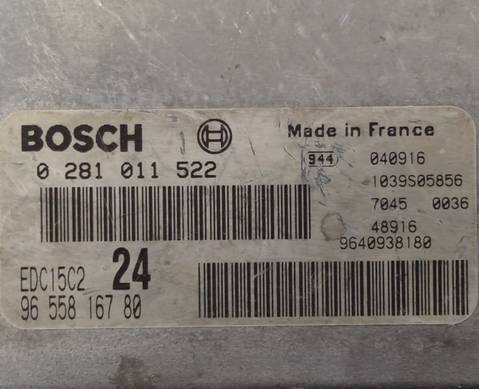 BOSCH
Made in France
0 281 011 522
944
040916
1039S05856
7045 0036
48916
9640938180
EDC15C2 24
96 558 167 80